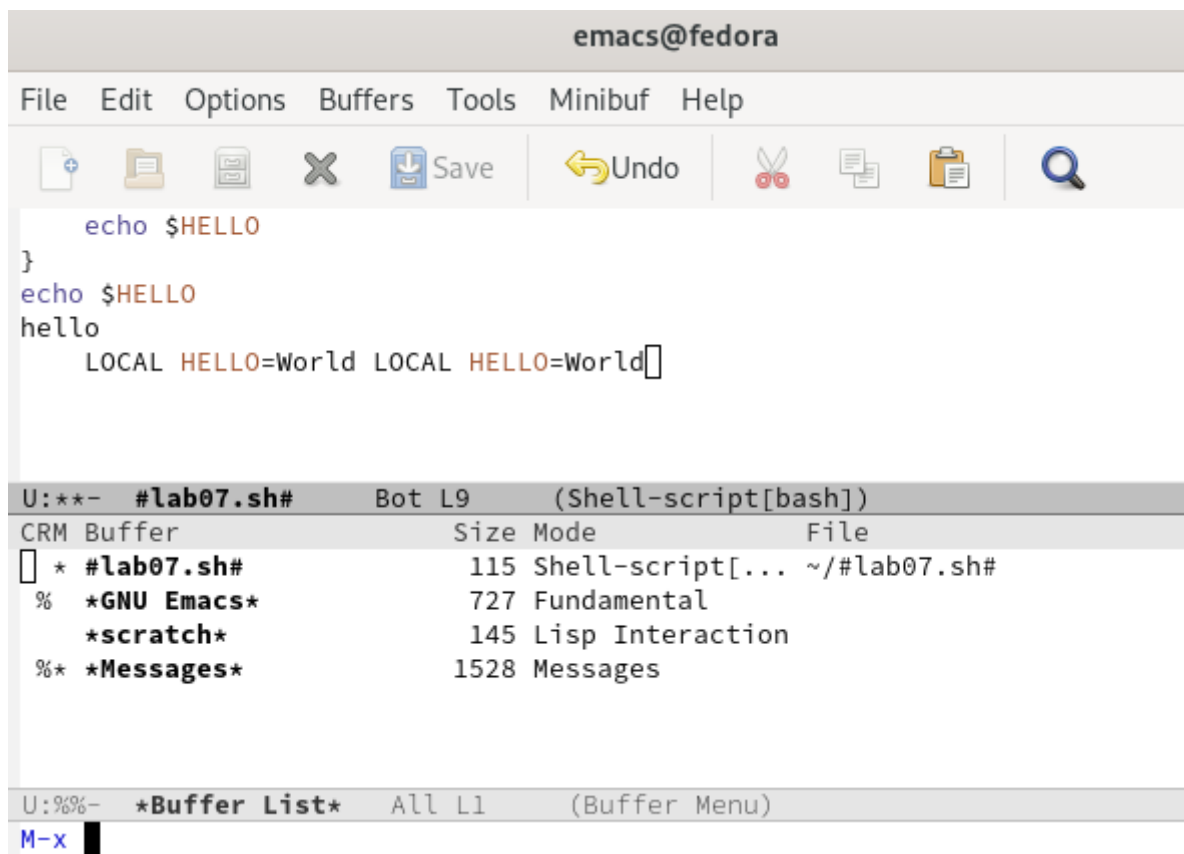 emacs@fedora
File Edit Options Buffers Tools Minibuf Help
Save Undo
    echo $HELLO
}
echo $HELLO
hello
    LOCAL HELLO=World LOCAL HELLO=World
U:**-  #lab07.sh#     Bot L9     (Shell-script[bash])
CRM Buffer                Size Mode              File
  * #lab07.sh#             115 Shell-script[... ~/#lab07.sh#
 %  *GNU Emacs*            727 Fundamental
    *scratch*              145 Lisp Interaction
 %* *Messages*            1528 Messages
U:%%-  *Buffer List*   All L1     (Buffer Menu)
M-x